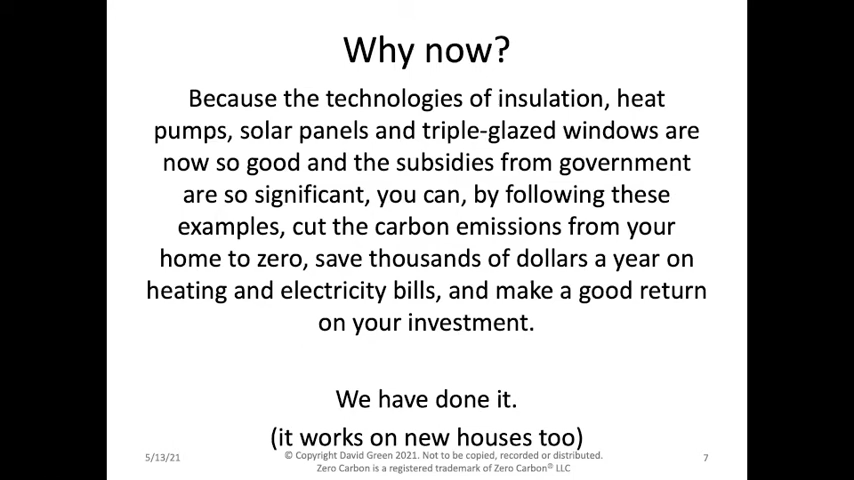 Why now?
Because the technologies of insulation, heat
pumps, solar panels and triple-glazed windows are
now so good and the subsidies from government
are so significant, you can, by following these
examples, cut the carbon emissions from your
home to zero, save thousands of dollars a year on
heating and electricity bills, and make a good return
on your investment.
We have done it.
(it works on new houses too)
5/13/21
© Copyright David Green 2021. Not to be copied, recorded or distributed.
Zero Carbon is a registered trademark of Zero Carbon® LLC
7